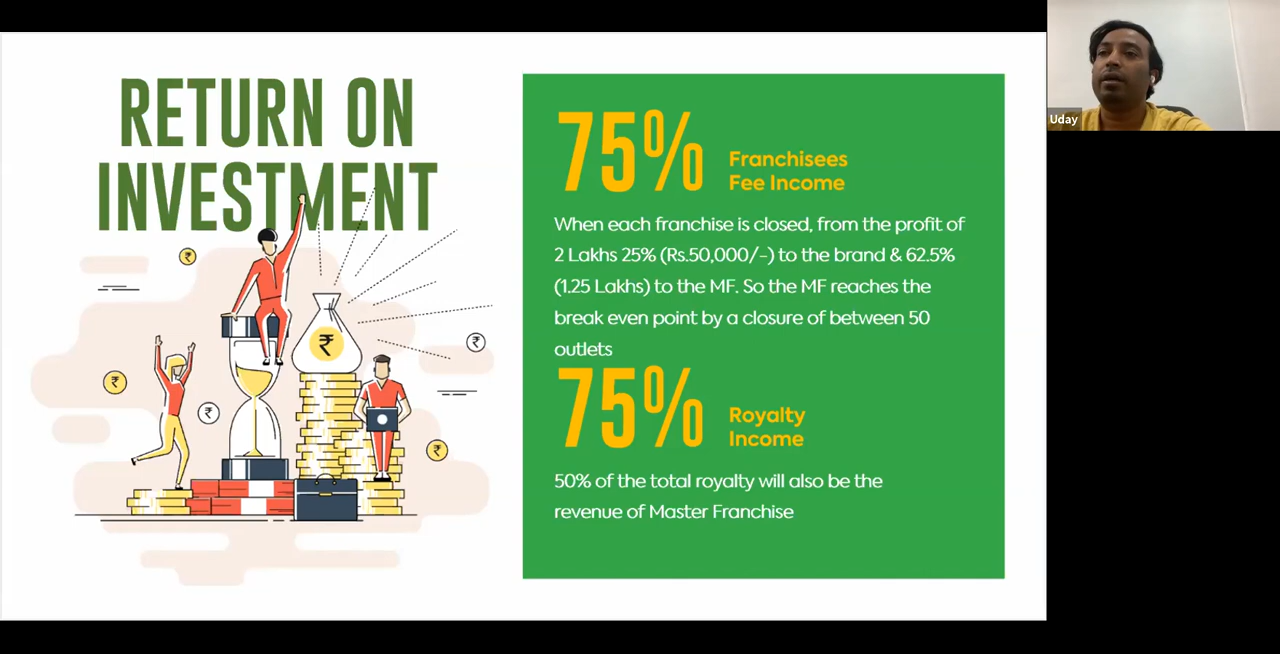 RETURN ON
INVESTMENT
75%
Franchisees
Fee Income
When each franchise is closed, from the profit of
2 Lakhs 25% (Rs.50,000/-) to the brand & 62.5%
(1.25 Lakhs) to the MF. So the MF reaches the
break even point by a closure of between 50
outlets
75%
Royalty
Income
50% of the total royalty will also be the
revenue of Master Franchise
Uday
₹
₹
₹
₹
₹
₹